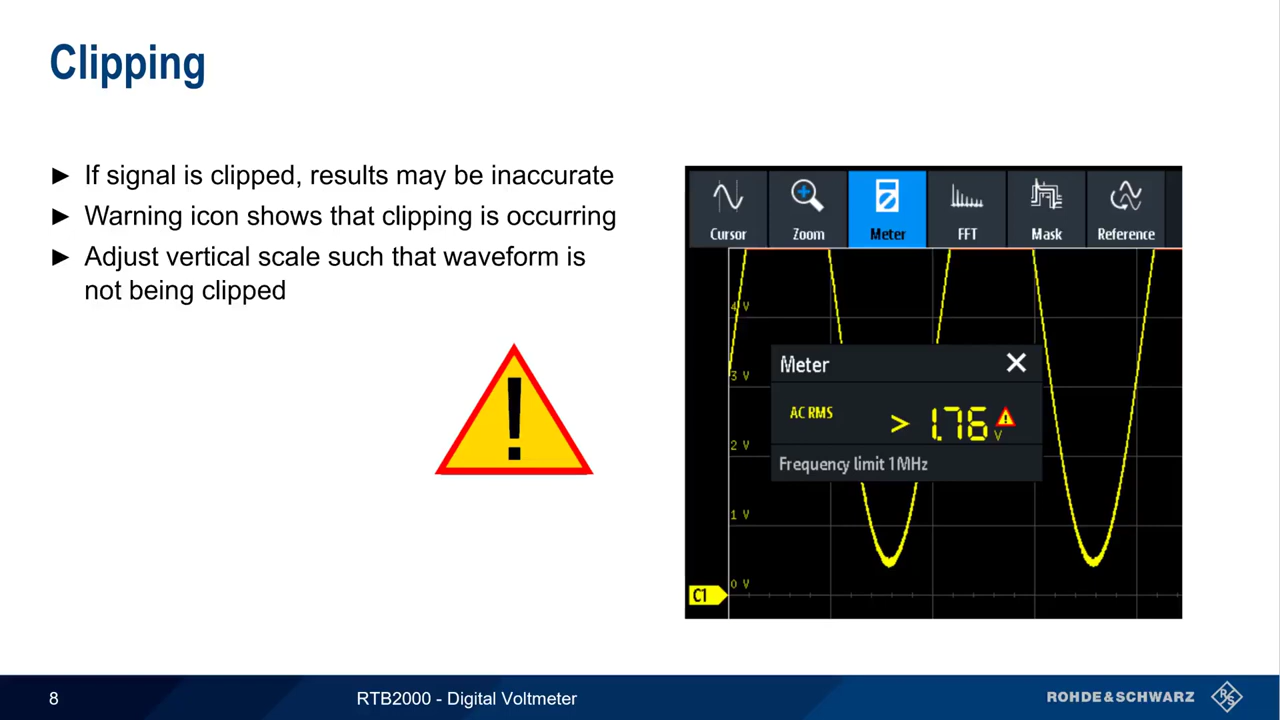 Clipping
► If signal is clipped, results may be inaccurate
► Warning icon shows that clipping is occurring
► Adjust vertical scale such that waveform is
not being clipped
!
Cursor
Zoom
Meter
FFT
Mask
Reference
4 V
3 V
2 V
1 V
0 V
C1
Meter
AC RMS > 1.76 V
Frequency limit 1MHz
8
RTB2000 - Digital Voltmeter
ROHDE&SCHWARZ
R&S